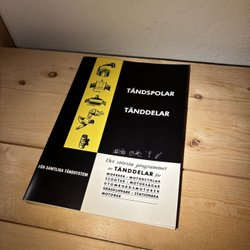 TÄNDSPOLAR
TÄNDDELAR
FÖR SAMTLIGA TÄNDSYSTEM
Det största programmet
av TÄNDDELAR för
MOPEDER - MOTORCYKLAR
SCOOTER - MOTORSÅGAR
UTOMBORDSMOTORER
GRÄSKLIPPARE - STATIONÄRA
MOTORER